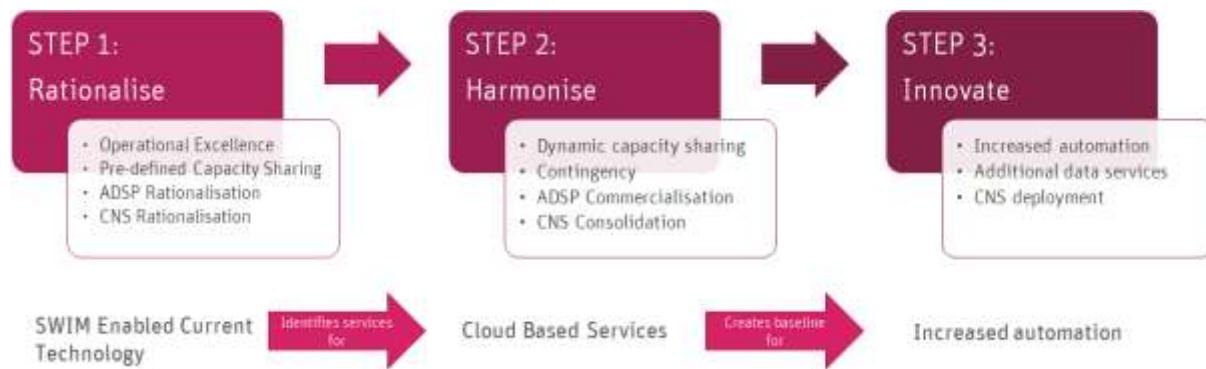 STEP 1:
Rationalise
• Operational Excellence
• Pre-defined Capacity Sharing
• ADSP Rationalisation
• CNS Rationalisation
STEP 2:
Harmonise
• Dynamic capacity sharing
• Contingency
• ADSP Commercialisation
• CNS Consolidation
STEP 3:
Innovate
• Increased automation
• Additional data services
• CNS deployment
SWIM Enabled Current
Technology
Identifies services
for
Cloud Based Services
Creates baseline
for
Increased automation